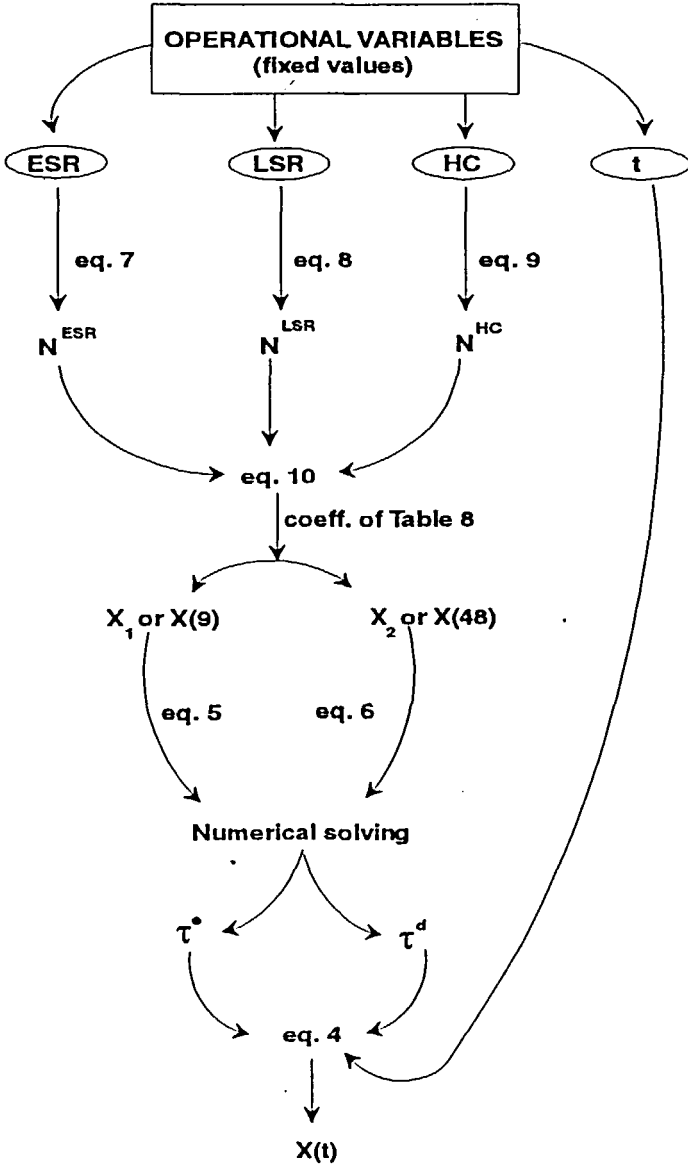 OPERATIONAL VARIABLES
(fixed values)
ESR LSR HC t
eq. 7 eq. 8 eq. 9
N^ESR N^LSR N^HC
eq. 10
coeff. of Table 8
X₁ or X(9) X₂ or X(48)
eq. 5 eq. 6
Numerical solving
τ^e τ^d
eq. 4
X(t)